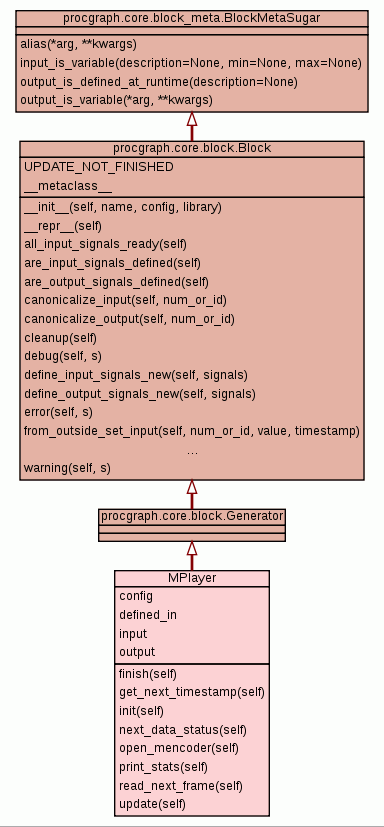 procgraph.core.block_meta.BlockMetaSugar
alias(*arg, **kwargs)
input_is_variable(description=None, min=None, max=None)
output_is_defined_at_runtime(description=None)
output_is_variable(*arg, **kwargs)
procgraph.core.block.Block
UPDATE_NOT_FINISHED
__metaclass__
__init__(self, name, config, library)
__repr__(self)
all_input_signals_ready(self)
are_input_signals_defined(self)
are_output_signals_defined(self)
canonicalize_input(self, num_or_id)
canonicalize_output(self, num_or_id)
cleanup(self)
debug(self, s)
define_input_signals_new(self, signals)
define_output_signals_new(self, signals)
error(self, s)
from_outside_set_input(self, num_or_id, value, timestamp)
...
warning(self, s)
procgraph.core.block.Generator
MPlayer
config
defined_in
input
output
finish(self)
get_next_timestamp(self)
init(self)
next_data_status(self)
open_mencoder(self)
print_stats(self)
read_next_frame(self)
update(self)